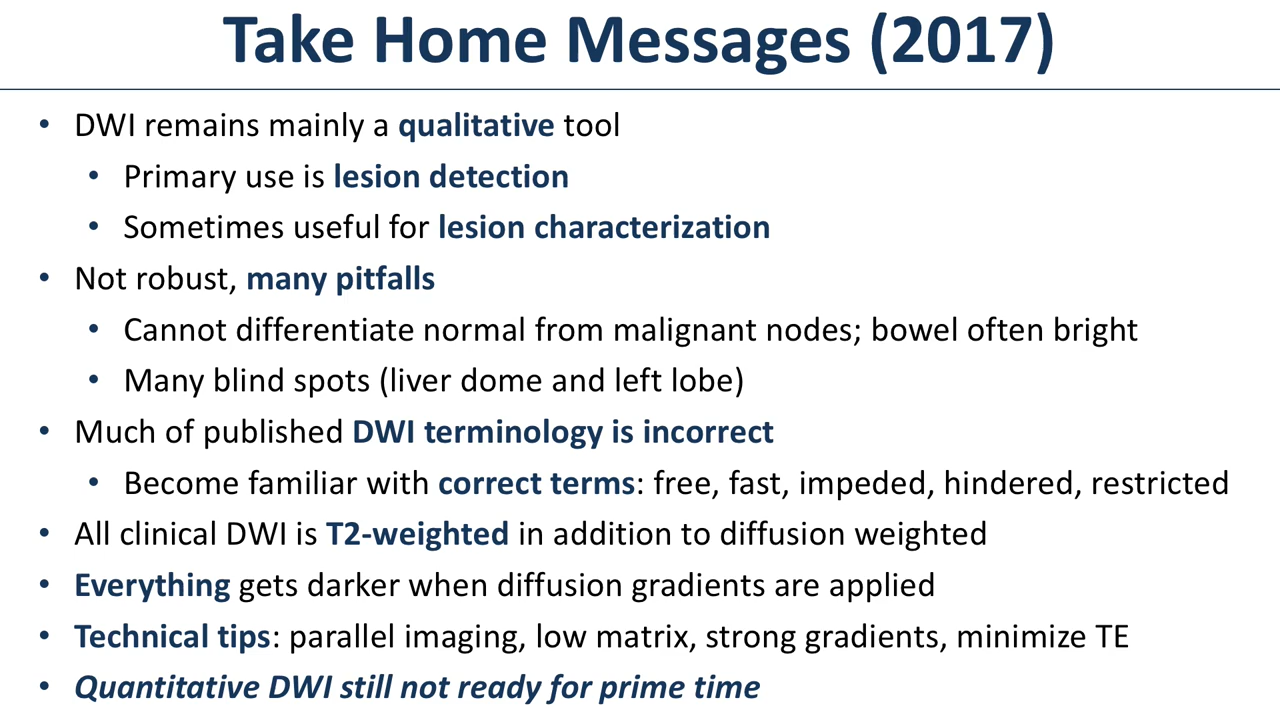 Take Home Messages (2017)
• DWI remains mainly a qualitative tool
• Primary use is lesion detection
• Sometimes useful for lesion characterization
• Not robust, many pitfalls
• Cannot differentiate normal from malignant nodes; bowel often bright
• Many blind spots (liver dome and left lobe)
• Much of published DWI terminology is incorrect
• Become familiar with correct terms: free, fast, impeded, hindered, restricted
• All clinical DWI is T2-weighted in addition to diffusion weighted
• Everything gets darker when diffusion gradients are applied
• Technical tips: parallel imaging, low matrix, strong gradients, minimize TE
• Quantitative DWI still not ready for prime time